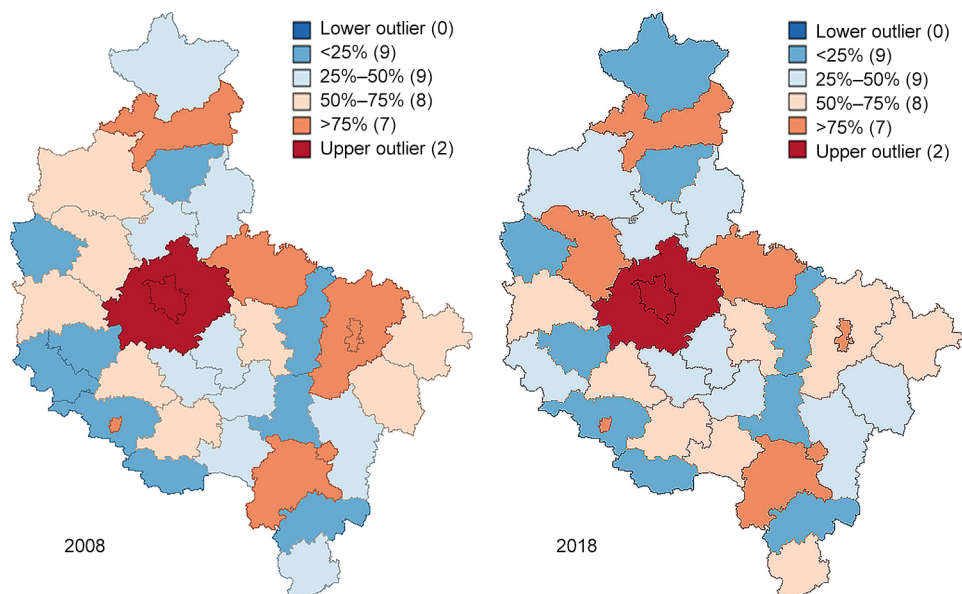 Lower outlier (0)
<25% (9)
25%–50% (9)
50%–75% (8)
>75% (7)
Upper outlier (2)
2008
Lower outlier (0)
<25% (9)
25%–50% (9)
50%–75% (8)
>75% (7)
Upper outlier (2)
2018